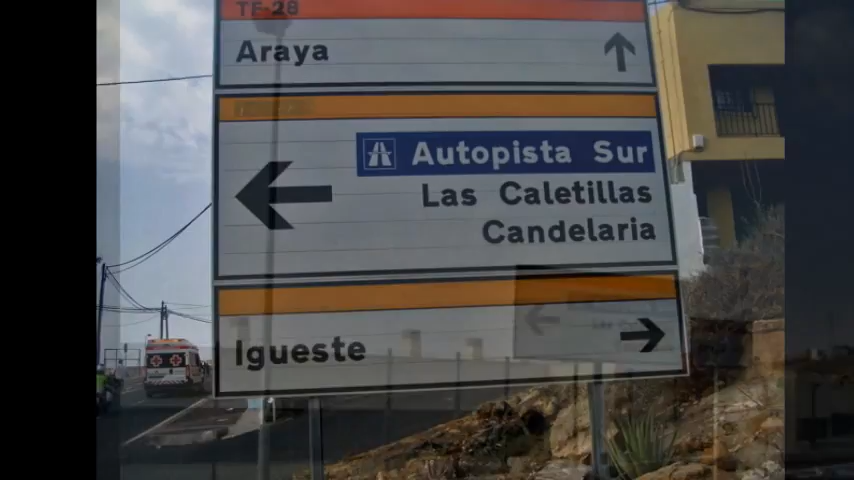 TF-28
Araya
Autopista Sur
Las Caletillas
Candelaria
Igueste